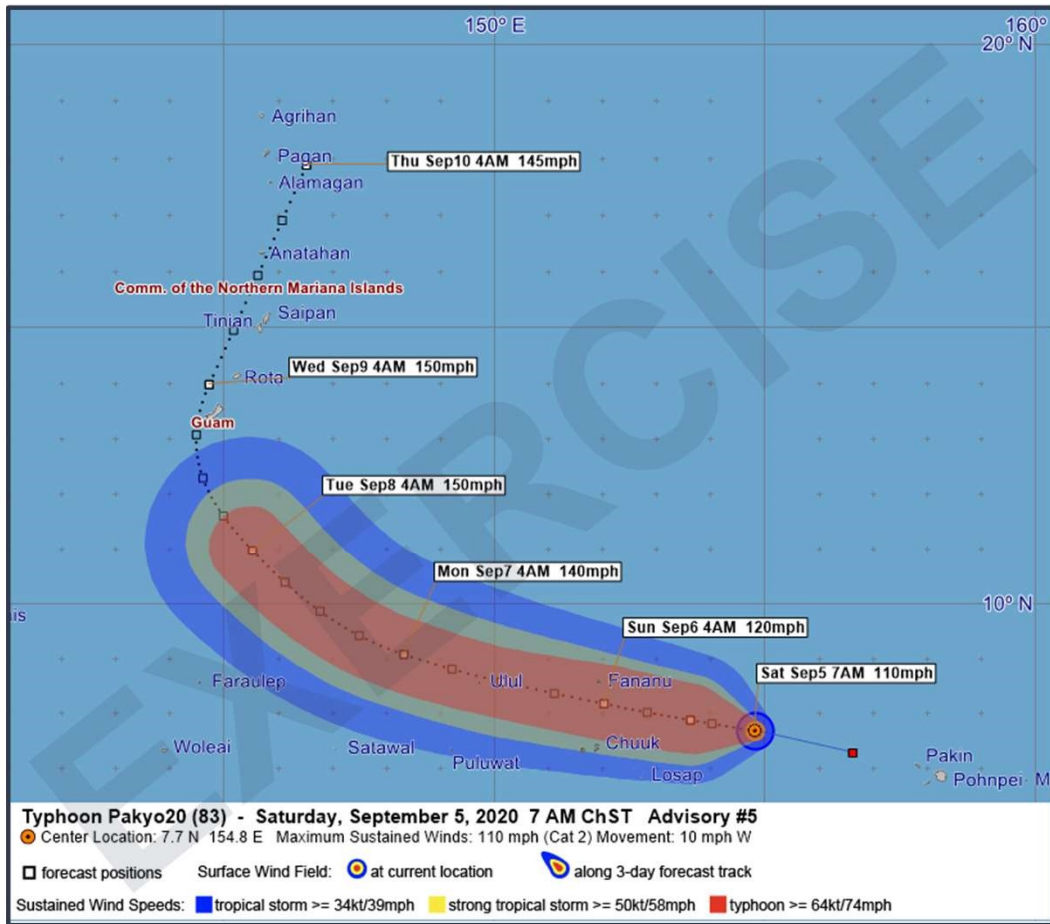 150º E
160º
20º N
Agrihan
Pagan
Thu Sep10 4AM 145mph
Alamagan
Anatahan
Comm. of the Northern Mariana Islands
Saipan
Tinian
Wed Sep9 4AM 150mph
Rota
Guam
Tue Sep8 4AM 150mph
Mon Sep7 4AM 140mph
10º N
is
Sun Sep6 4AM 120mph
Sat Sep5 7AM 110mph
Faraulep
Ulul
Fananu
Woleai
Satawal
Puluwat
Chuuk
Losap
Pakin
Pohnpei M
EXERCISE
Typhoon Pakyo20 (83) - Saturday, September 5, 2020 7 AM ChST Advisory #5
Center Location: 7.7 N 154.8 E Maximum Sustained Winds: 110 mph (Cat 2) Movement: 10 mph W
forecast positions Surface Wind Field: at current location along 3-day forecast track
Sustained Wind Speeds: tropical storm >= 34kt/39mph strong tropical storm >= 50kt/58mph typhoon >= 64kt/74mph